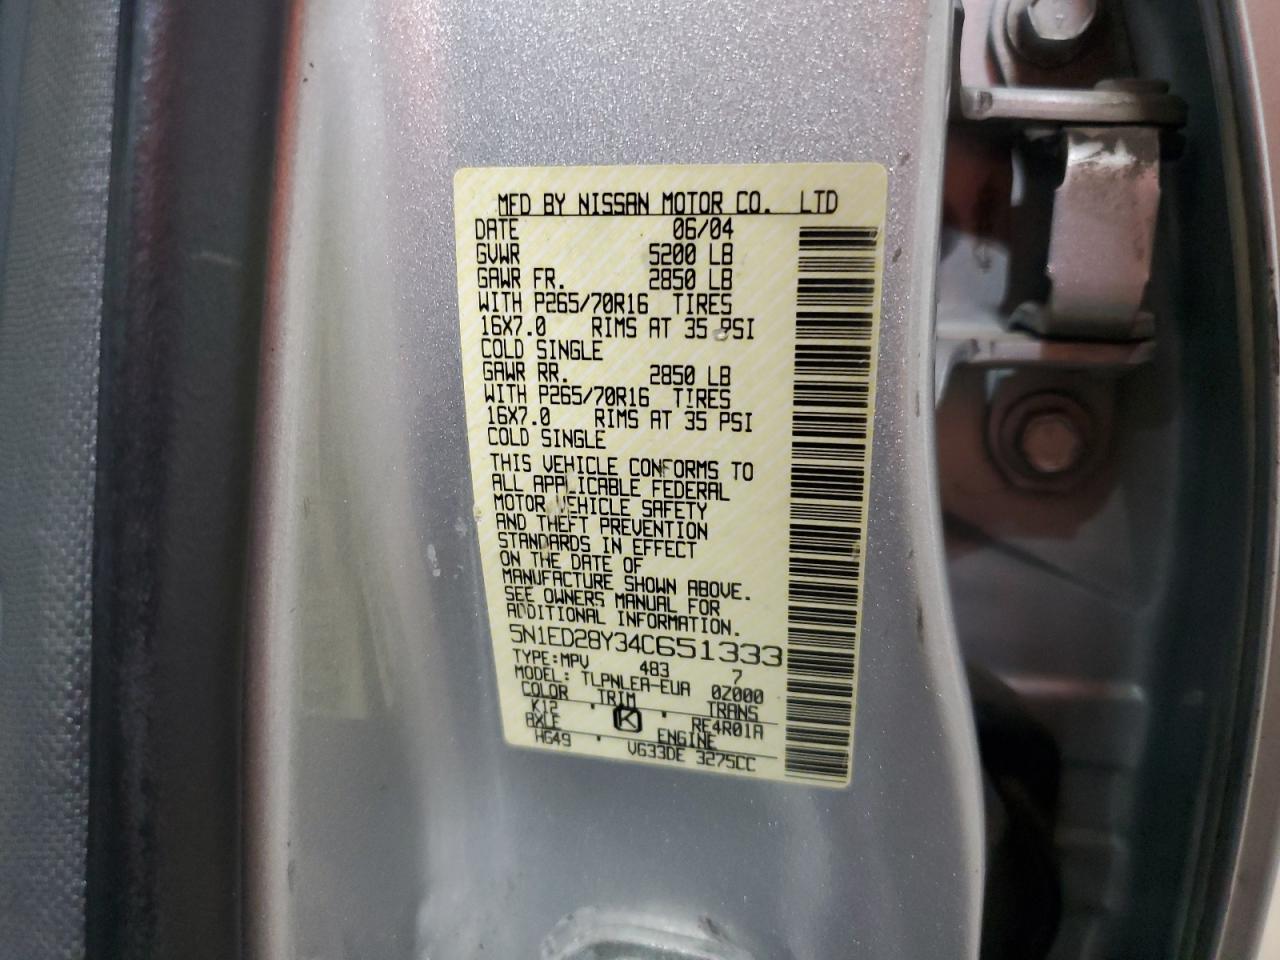 MFD BY NISSAN MOTOR CO. LTD
DATE 06/04
GVWR 5200 LB
GAWR FR. 2850 LB
WITH P265/70R16 TIRES
16X7.0 RIMS AT 35 PSI
COLD SINGLE
GAWR RR. 2850 LB
WITH P265/70R16 TIRES
16X7.0 RIMS AT 35 PSI
COLD SINGLE
THIS VEHICLE CONFORMS TO
ALL APPLICABLE FEDERAL
MOTOR VEHICLE SAFETY
AND THEFT PREVENTION
STANDARDS IN EFFECT
ON THE DATE OF
MANUFACTURE SHOWN ABOVE.
SEE OWNERS MANUAL FOR
ADDITIONAL INFORMATION.
5N1ED28Y34C651333
TYPE:MPV 483 7
MODEL: TLPNLEA-EUA 0Z000
COLOR TRIM TRANS
K12 K RE4R01A
AXLE ENGINE
HG49 VG33DE 3275CC